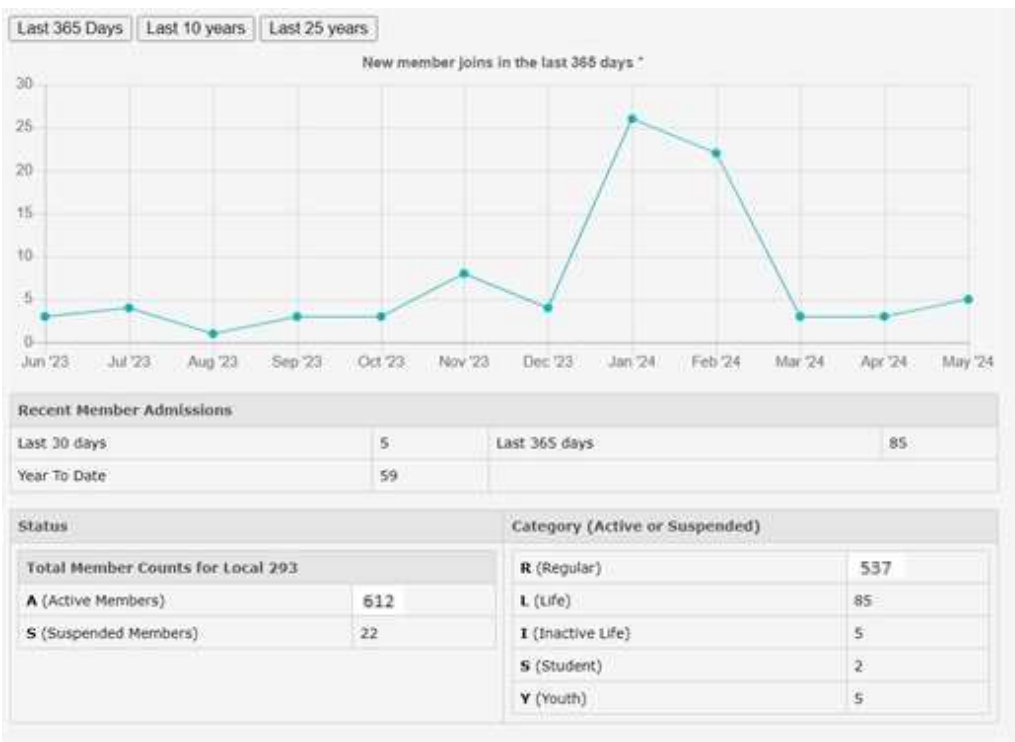 Last 365 Days Last 10 years Last 25 years
New member joins in the last 365 days *
30
25
20
15
10
5
0
Jun '23 Jul '23 Aug '23 Sep '23 Oct '23 Nov '23 Dec '23 Jan '24 Feb '24 Mar '24 Apr '24 May '24
Recent Member Admissions
Last 30 days 5 Last 365 days 85
Year To Date 59
Status Category (Active or Suspended)
Total Member Counts for Local 293 R (Regular) 537
A (Active Members) 612 L (Life) 85
S (Suspended Members) 22 I (Inactive Life) 5
S (Student) 2
Y (Youth) 5